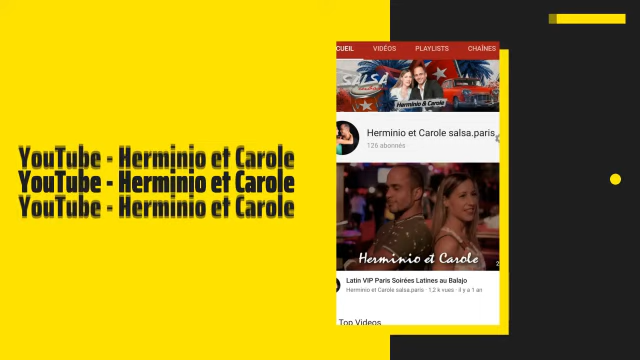 YouTube - Herminio et Carole
YouTube - Herminio et Carole
YouTube - Herminio et Carole
CUEIL VIDÉOS PLAYLISTS CHAÎNES
SALSA
Herminio & Carole
Herminio et Carole salsa.paris
126 abonnés
Herminio et Carole
2
Latin VIP Paris Soirées Latines au Balajo
Herminio et Carole salsa.paris · 1,2 k vues · il y a 1 an
Top Videos